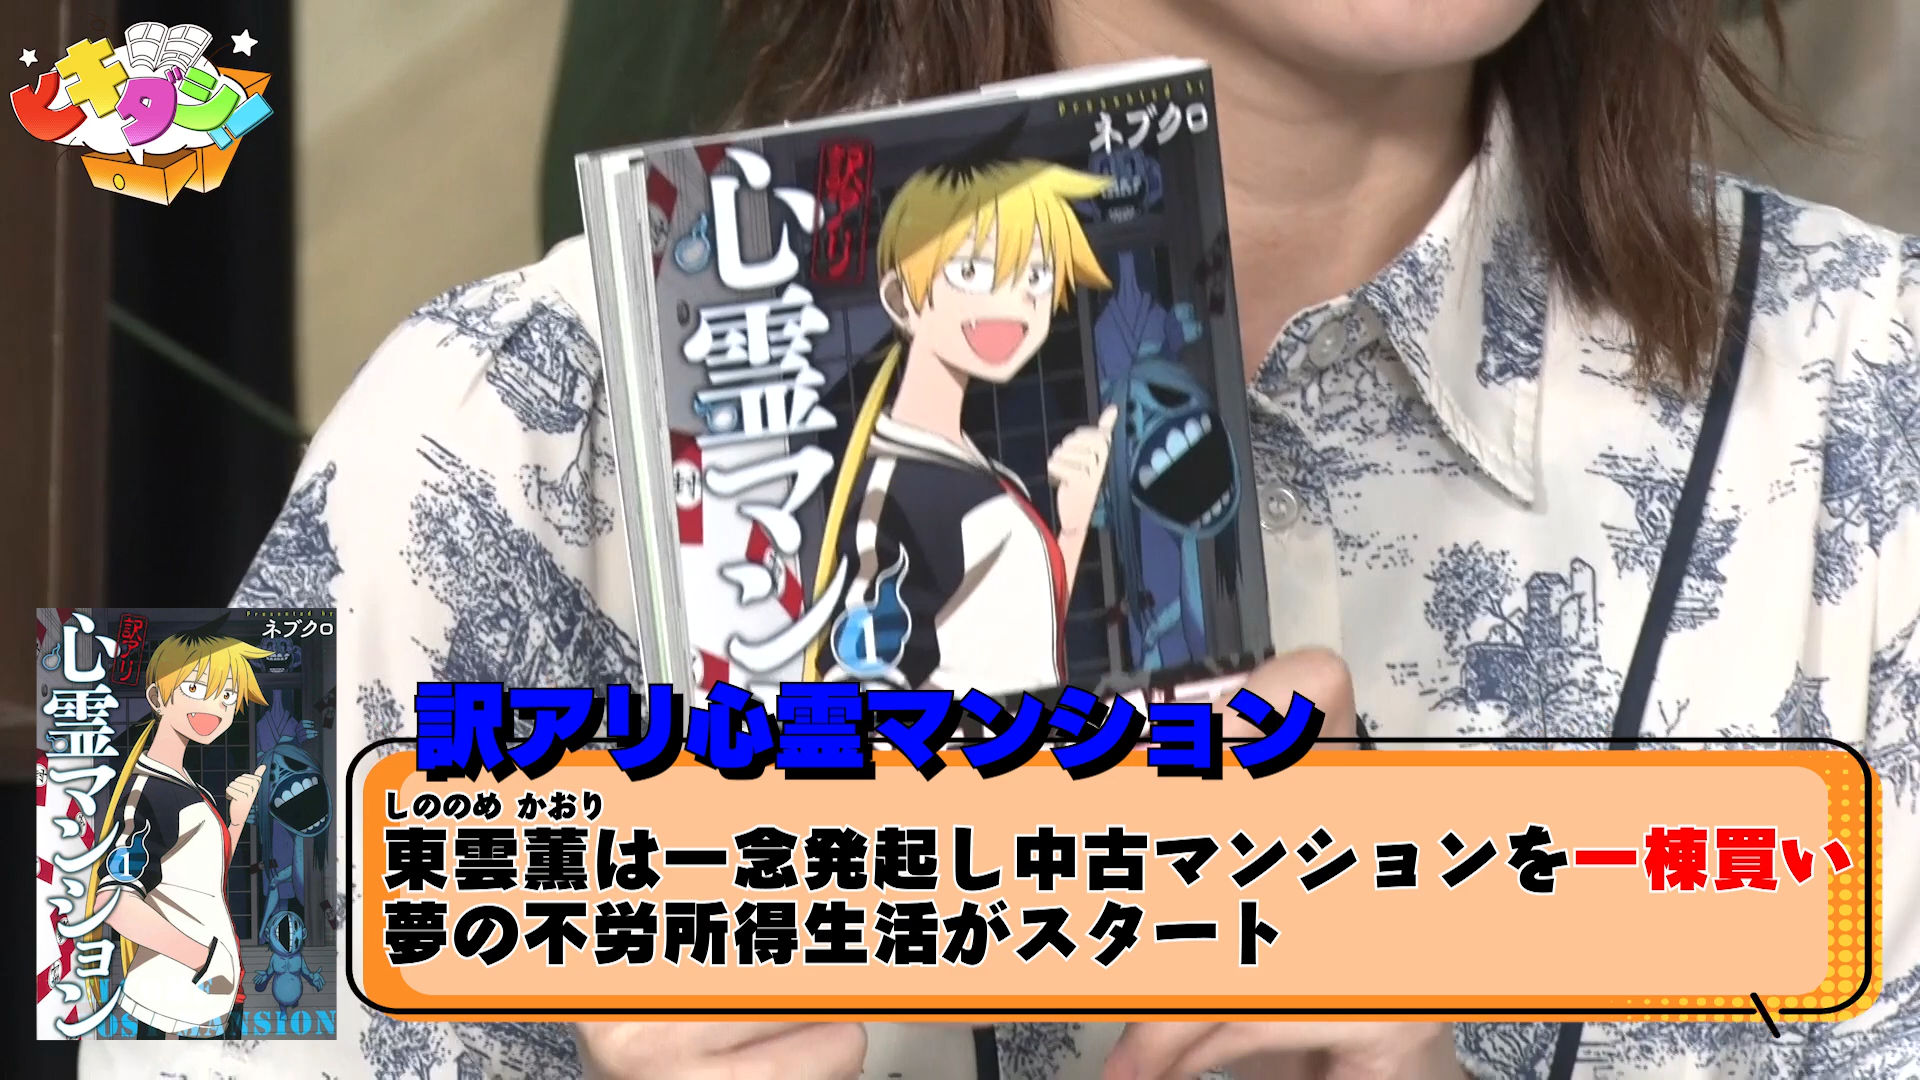 ヒキダシ!
Presented by
ネブクロ
訳アリ
心霊マンショ
封
1
Presented by
ネブクロ
訳アリ
心霊マンション
1
訳アリ心霊マンション
しののめ かおり
東雲薫は一念発起し中古マンションを一棟買い
夢の不労所得生活がスタート